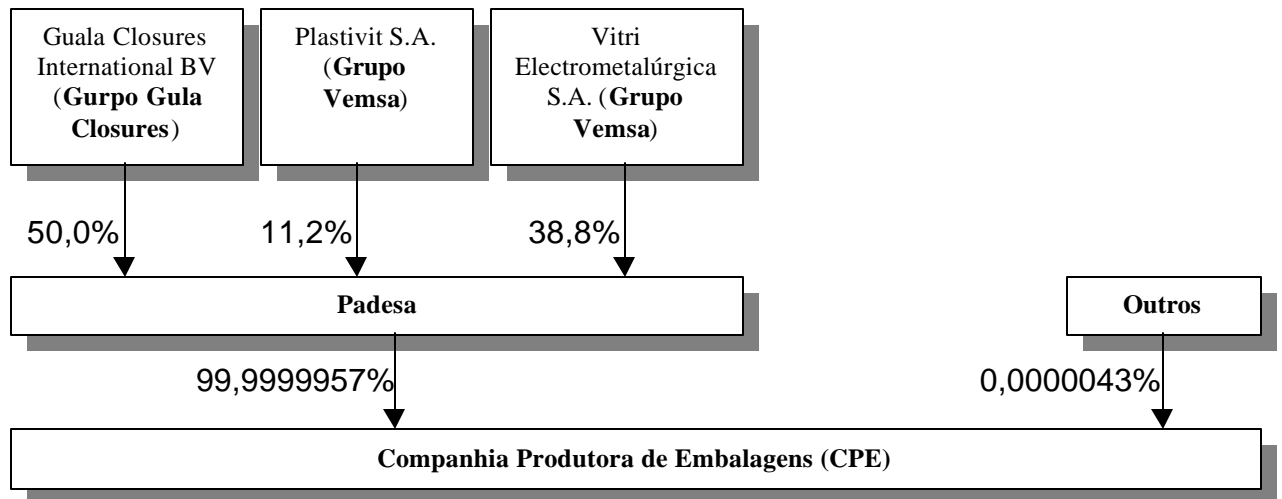 Guala Closures
International BV
(Gurpo Gula
Closures)
Plastivit S.A.
(Grupo
Vemsa)
Vitri
Electrometalúrgica
S.A. (Grupo
Vemsa)
50,0%
11,2%
38,8%
Padesa
Outros
99,9999957%
0,0000043%
Companhia Produtora de Embalagens (CPE)